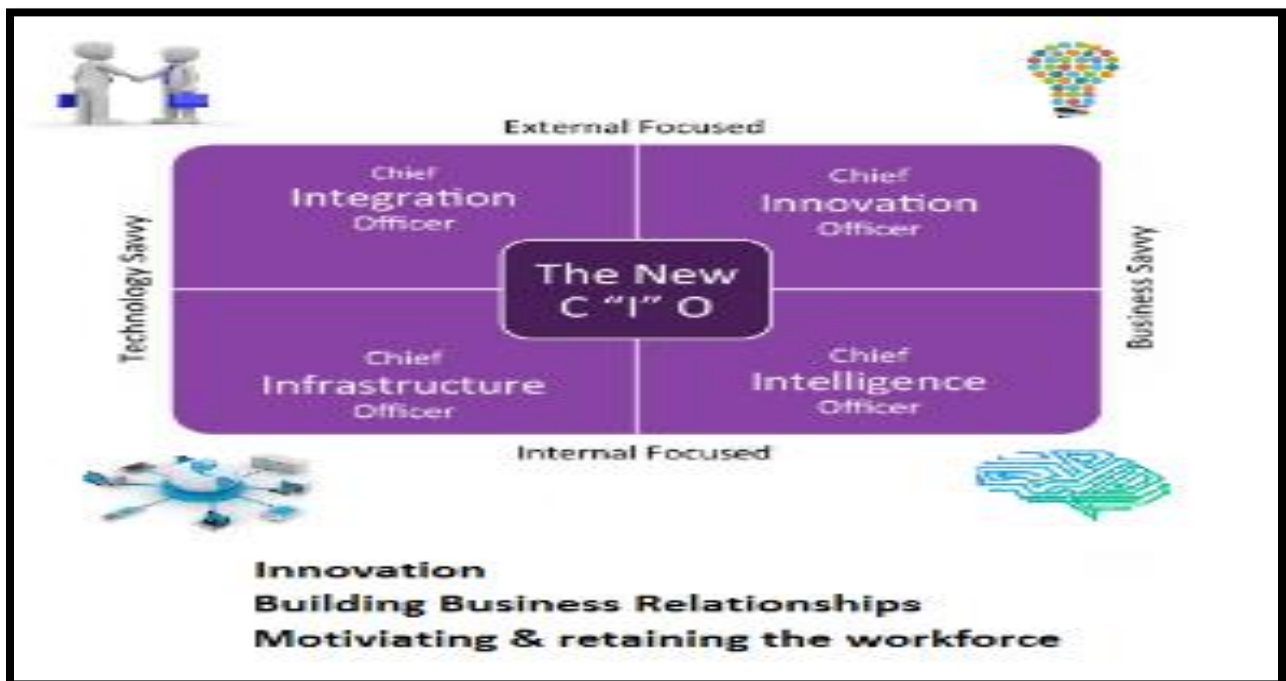 External Focused
Chief
Integration
Officer
Chief
Innovation
Officer
Technology Savvy
The New
C “I” O
Business Savvy
Chief
Infrastructure
Officer
Chief
Intelligence
Officer
Internal Focused
Innovation
Building Business Relationships
Motiviating & retaining the workforce